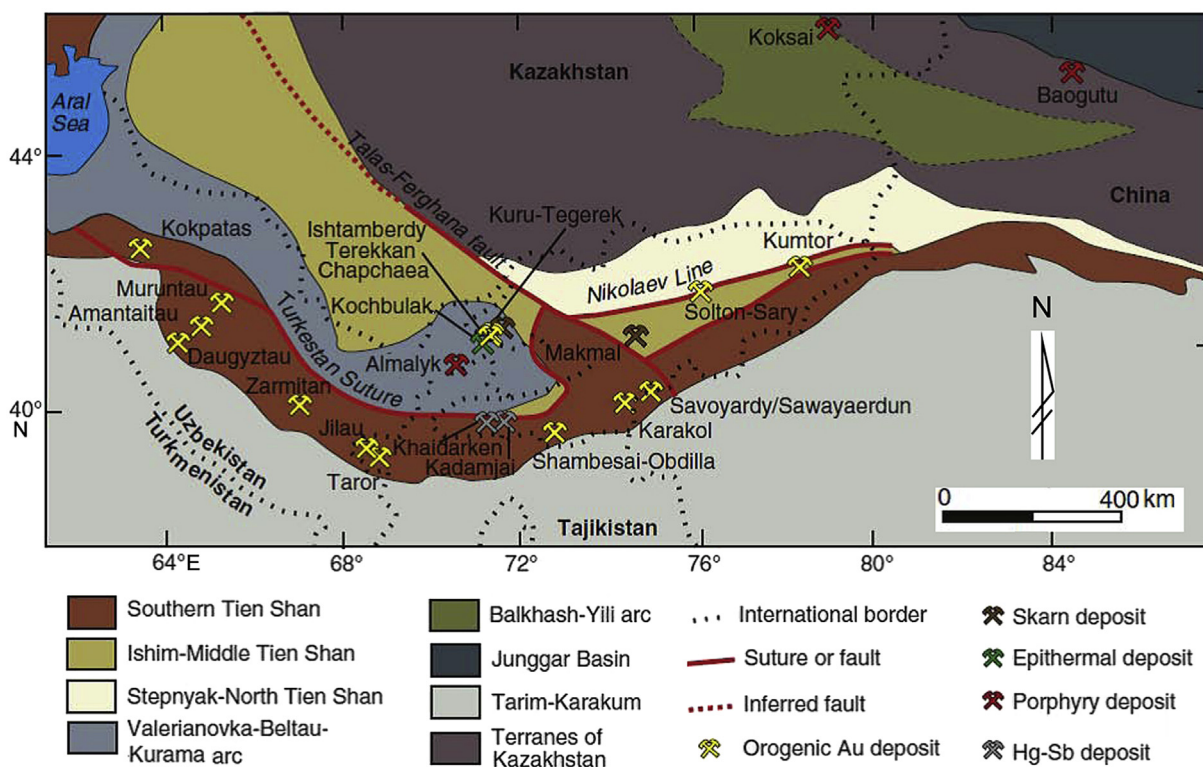 Koksai
Kazakhstan
Baogutu
Aral
Sea
44°
Talas-Ferghana fault
China
Kokpatas
Ishtamberdy
Terekkan
Chapchaea
Kuru-Tegerek
Kumtor
Nikolaev Line
Muruntau
Amantaitau
Kochbulak
Solton-Sary
N
Turkestan Suture
Daugyztau
Almalyk
Makmal
Zarmitan
40°
N
Savoyardy/Sawayaerdun
Jilau
Khaidarken
Karakol
Kadamjai
Shambesai-Obdilla
Uzbekistan
Turkmenistan
Taror
0
400 km
Tajikistan
64°E
68°
72°
76°
80°
84°
Southern Tien Shan
Ishim-Middle Tien Shan
Stepnyak-North Tien Shan
Valerianovka-Beltau-
Kurama arc
Balkhash-Yili arc
Junggar Basin
Tarim-Karakum
Terranes of
Kazakhstan
International border
Suture or fault
Inferred fault
Orogenic Au deposit
Skarn deposit
Epithermal deposit
Porphyry deposit
Hg-Sb deposit